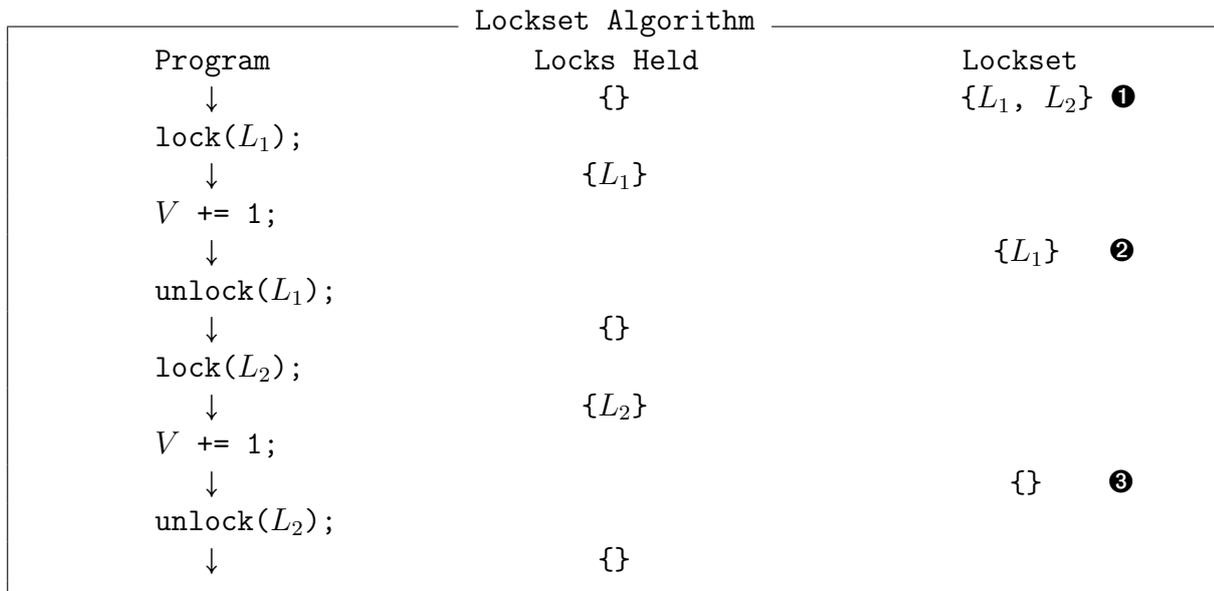 Lockset Algorithm
Program Locks Held Lockset
↓ {} {L₁, L₂} ❶
lock(L₁);
↓ {L₁}
V += 1;
↓ {L₁} ❷
unlock(L₁);
↓ {}
lock(L₂);
↓ {L₂}
V += 1;
↓ {} ❸
unlock(L₂);
↓ {}